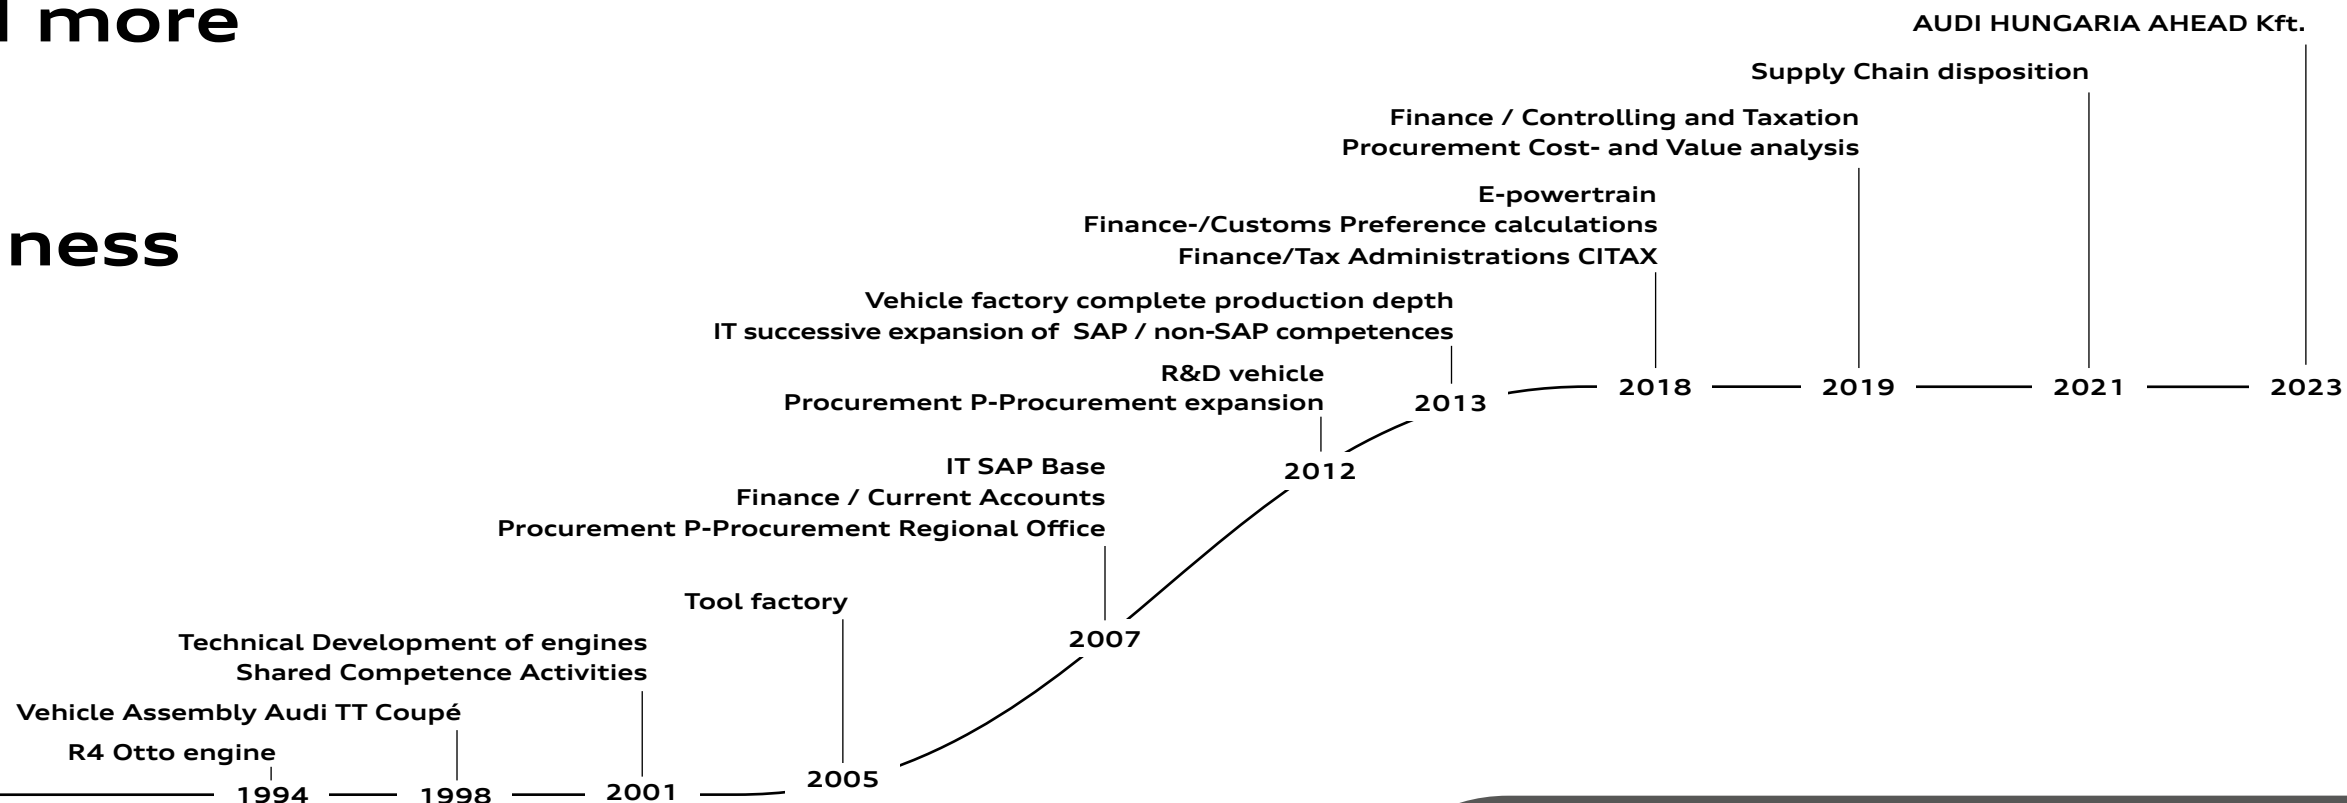 more
ness
AUDI HUNGARIA AHEAD Kft.
Supply Chain disposition
Finance / Controlling and Taxation
Procurement Cost- and Value analysis
E-powertrain
Finance-/Customs Preference calculations
Finance/Tax Administrations CITAX
Vehicle factory complete production depth
IT successive expansion of SAP / non-SAP competences
R&D vehicle
Procurement P-Procurement expansion
IT SAP Base
Finance / Current Accounts
Procurement P-Procurement Regional Office
Tool factory
Technical Development of engines
Shared Competence Activities
Vehicle Assembly Audi TT Coupé
R4 Otto engine
1994
1998
2001
2005
2007
2012
2013
2018
2019
2021
2023